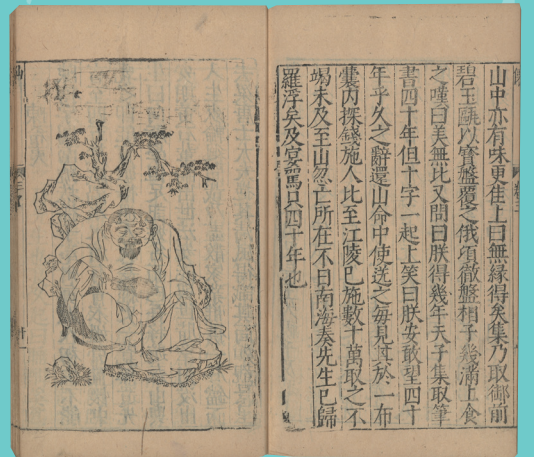 山中亦有味更佳上曰無緣得矣集乃取御前
碧玉甌以寶盤覆之俄頃徹盤相子幾滿上食
之嘆曰美無比又問曰朕得幾年天子集取筆
書四十年但十字一起上笑曰朕安敢望四十
年乎久之辭還山命中使送之每見其於一布
囊內探錢施人比至江陵已施數十萬取之不
竭未及至山忽亡所在不日南海奏先生已歸
羅浮矣及宴駕只四十年也